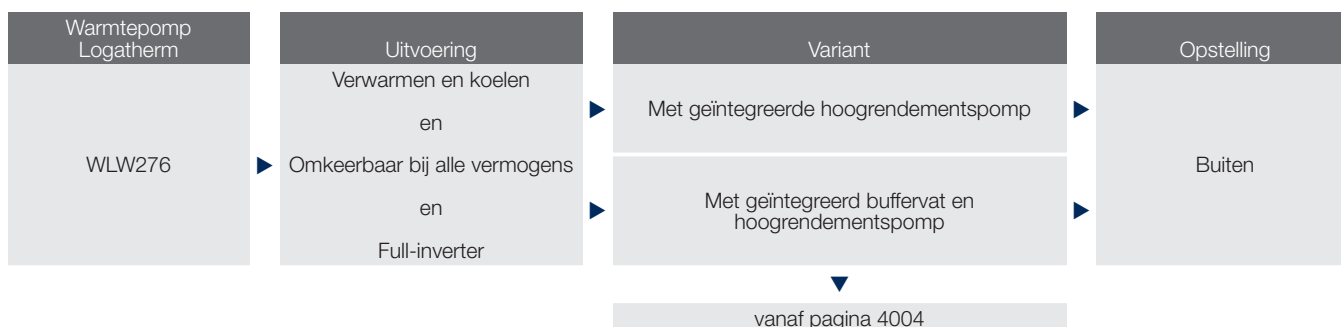 Warmtepomp
Logatherm
Uitvoering
Variant
Opstelling
WLW276
Verwarmen en koelen
en
Omkeerbaar bij alle vermogens
en
Full-inverter
Met geïntegreerde hoogrendementspomp
Met geïntegreerd buffervat en
hoogrendementspomp
Buiten
vanaf pagina 4004